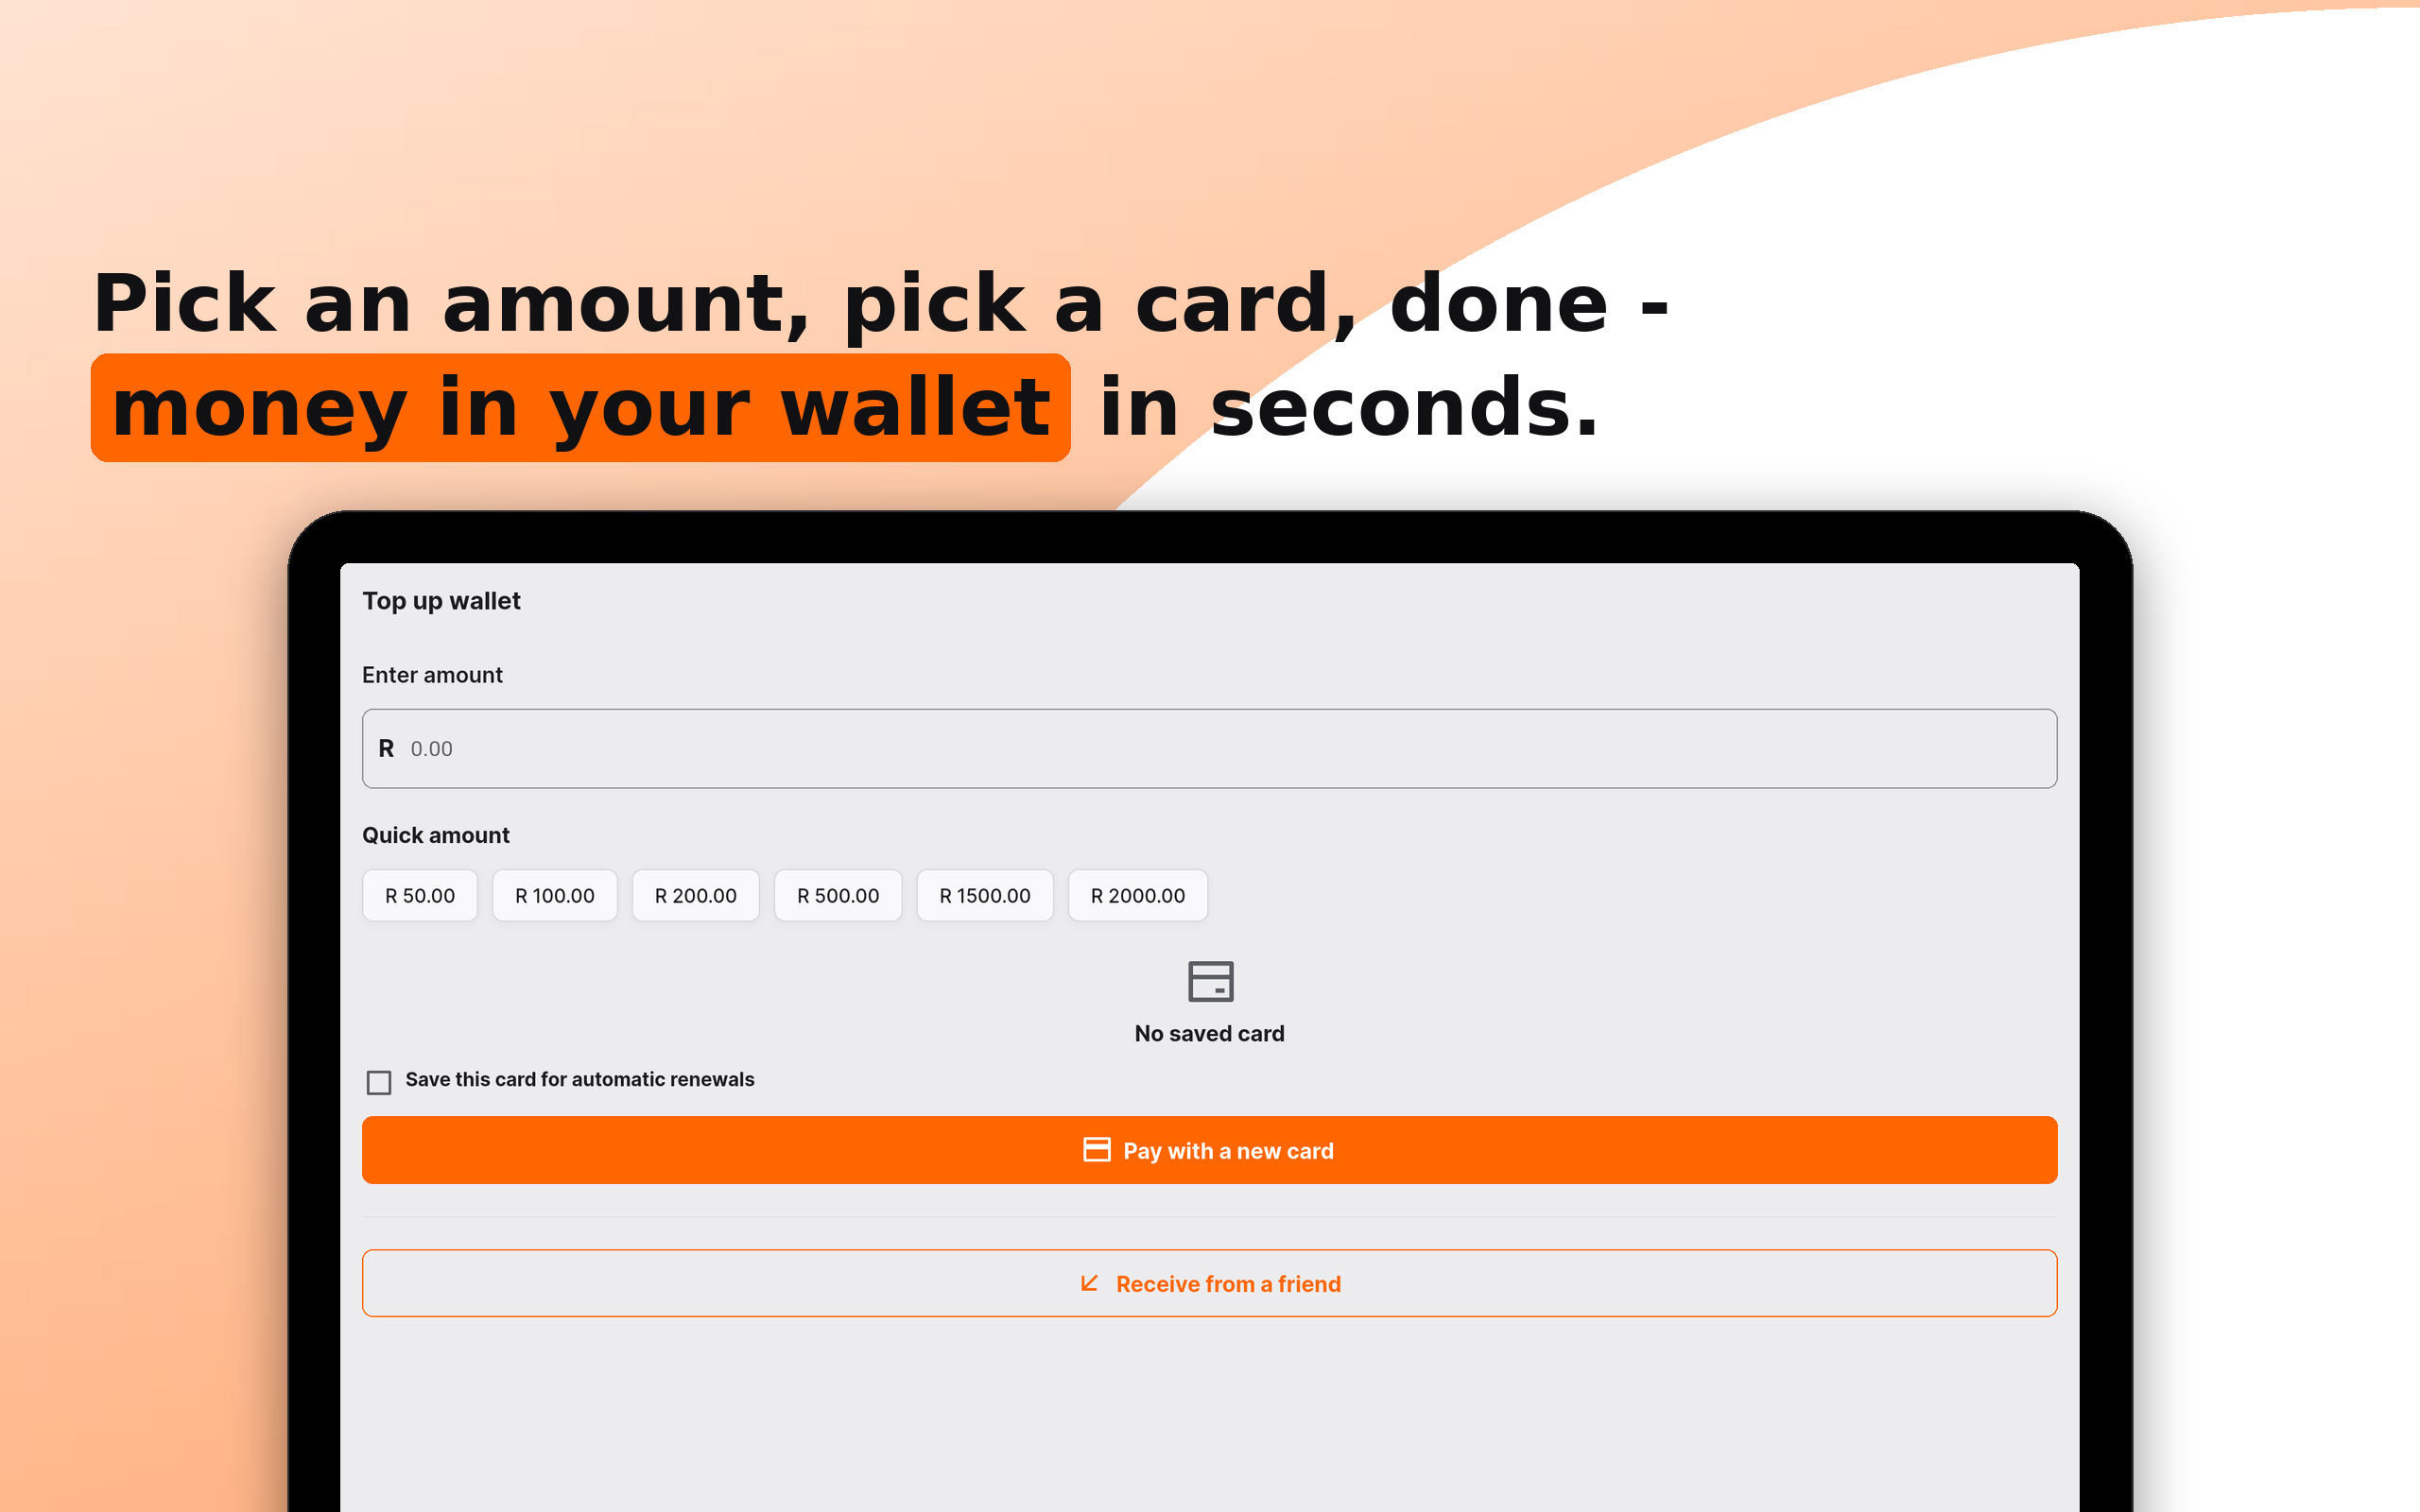 Pick an amount, pick a card, done -
money in your wallet in seconds.
Top up wallet
Enter amount
R 0.00
Quick amount
R 50.00 R 100.00 R 200.00 R 500.00 R 1500.00 R 2000.00
No saved card
Save this card for automatic renewals
Pay with a new card
Receive from a friend